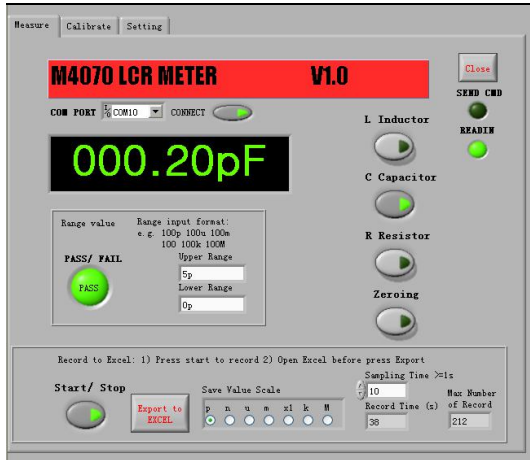 Measure Calibrate Setting
M4070 LCR METER V1.0
Close
SEND CMD
COM PORT COM10 CONNECT
READIN
L Inductor
000.20pF
C Capacitor
Range value
Range input format:
e.g. 100p 100u 100m
100 100k 100M
R Resistor
PASS/ FAIL
Upper Range
5p
PASS
Lower Range
0p
Zeroing
Record to Excel: 1) Press start to record 2) Open Excel before press Export
Sampling Time >=1s
Start/ Stop
Save Value Scale
10
Max Number
of Record
Export to
EXCEL
p n u m x1 k M
Record Time (s)
38
212